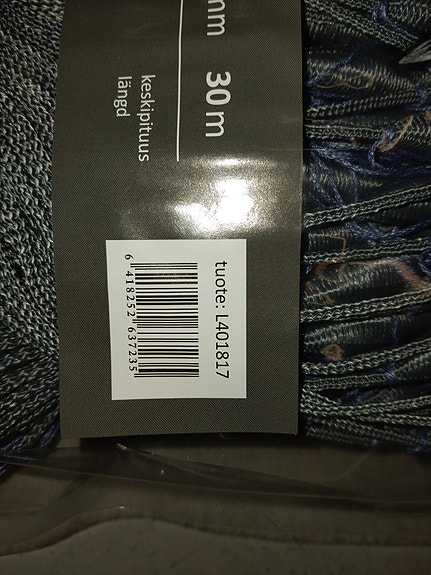 mm 30 m
keskipituus
längd
tuote: L401817
6 418252 637235